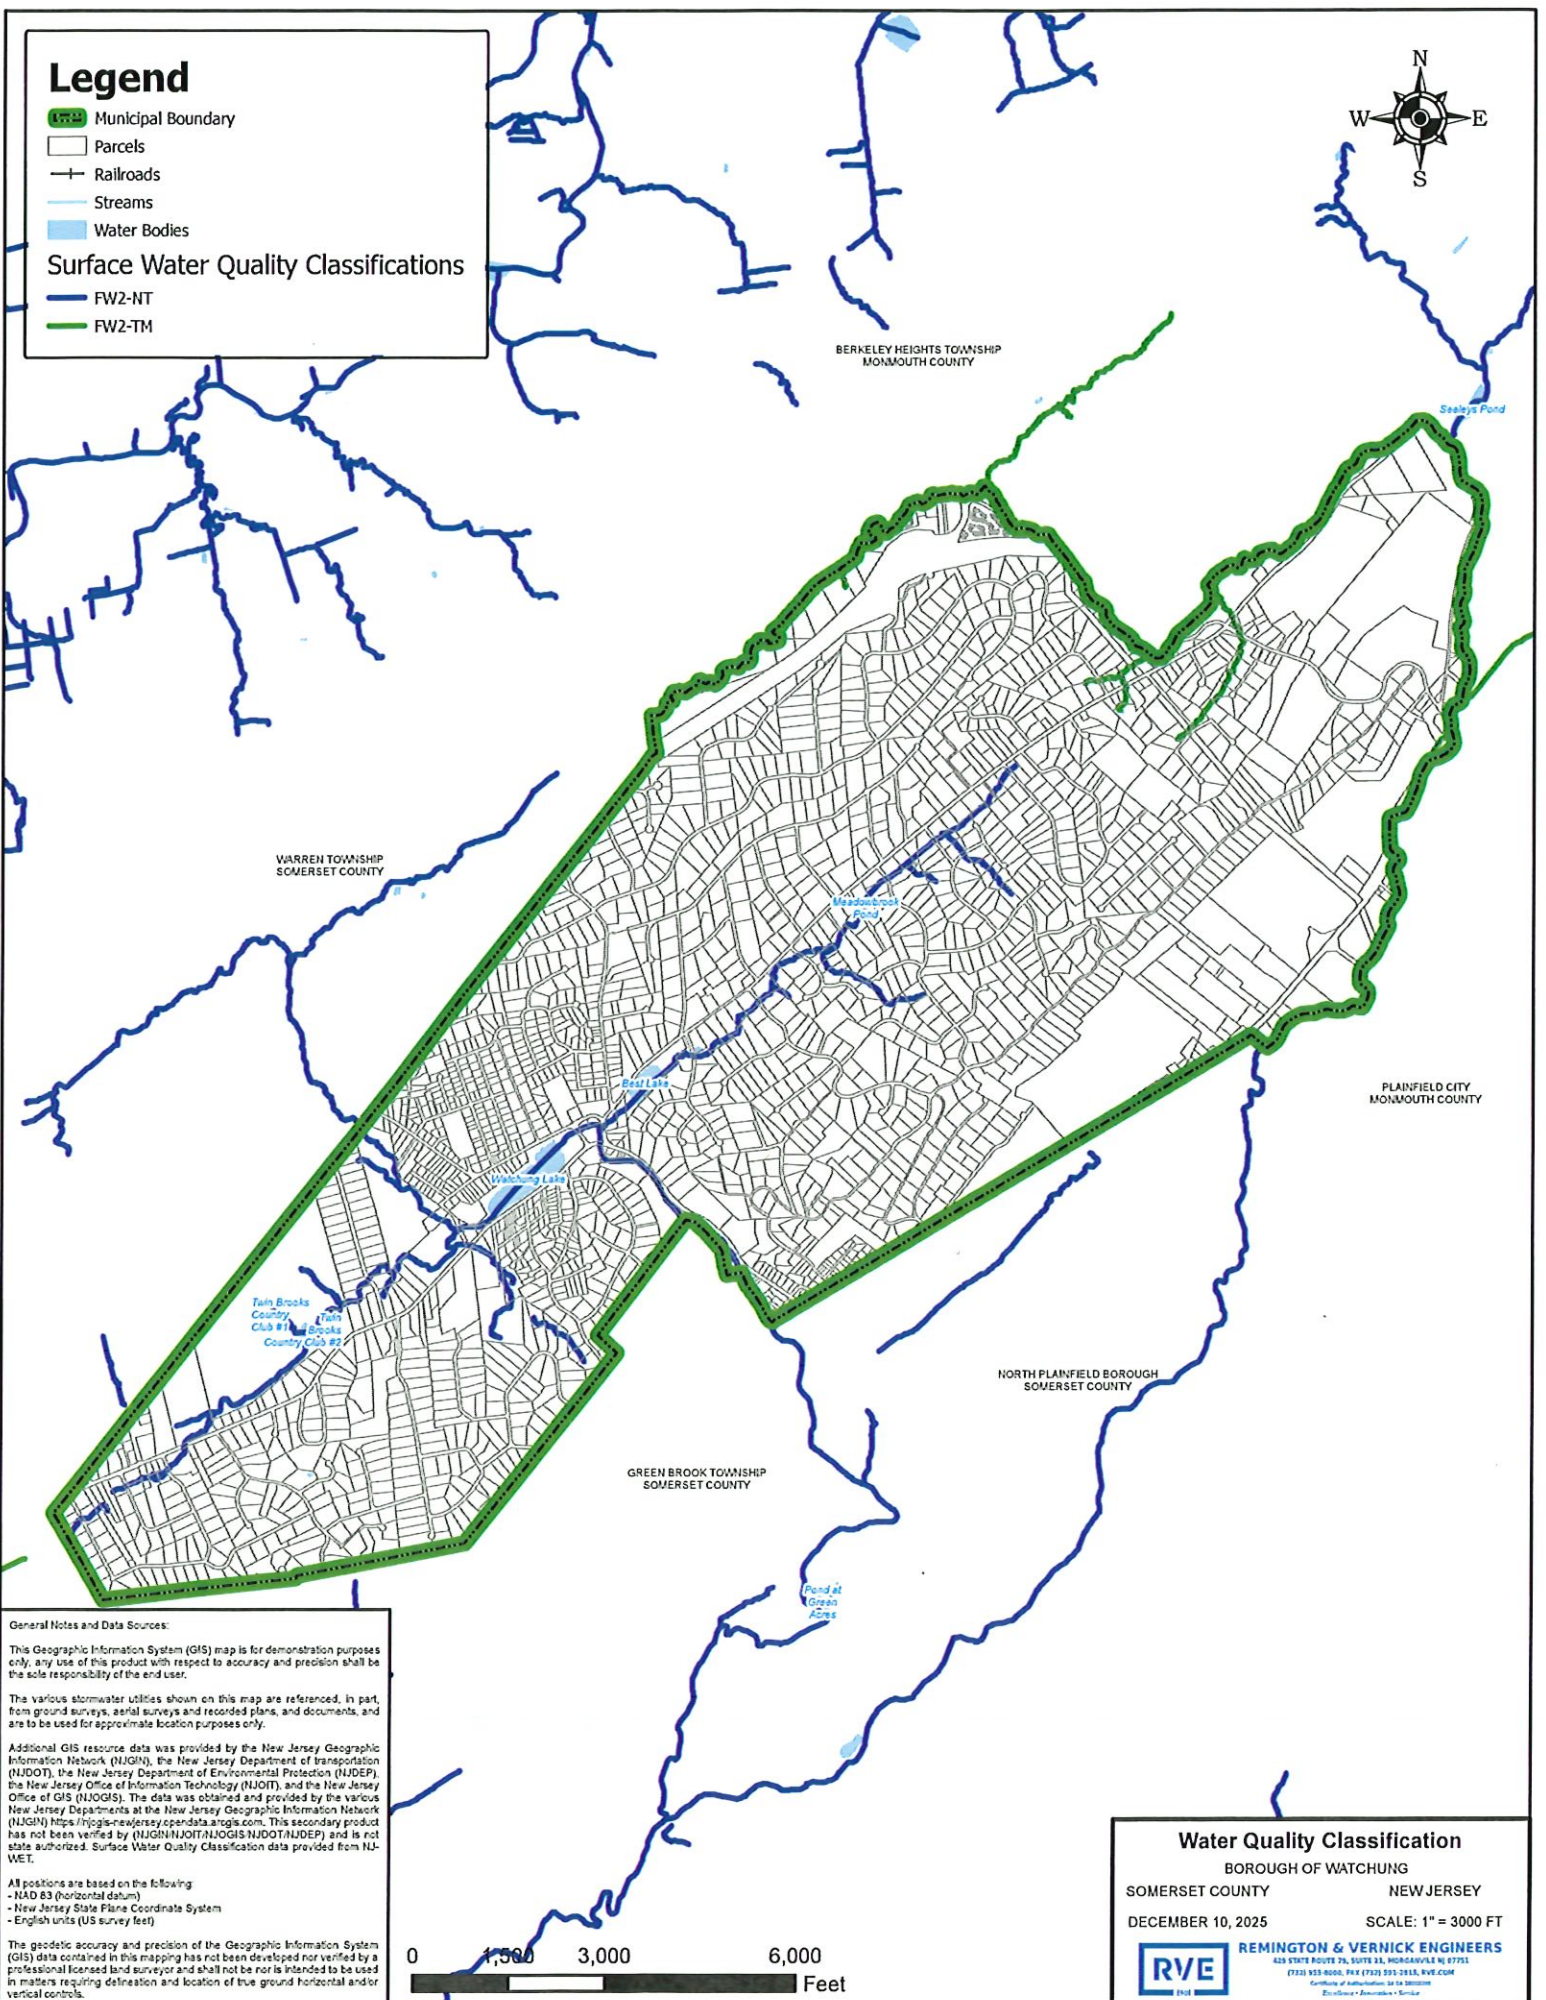 Legend
Municipal Boundary
Parcels
Railroads
Streams
Water Bodies
Surface Water Quality Classifications
FW2-NT
FW2-TM
N
W
E
S
BERKELEY HEIGHTS TOWNSHIP
MONMOUTH COUNTY
Seeleys Pond
WARREN TOWNSHIP
SOMERSET COUNTY
Meadowbrook
Pond
Best Lake
PLAINFIELD CITY
MONMOUTH COUNTY
Watchung Lake
Twin Brooks
Country
Club #1
Twin
Brooks
Country Club #2
NORTH PLAINFIELD BOROUGH
SOMERSET COUNTY
GREEN BROOK TOWNSHIP
SOMERSET COUNTY
Pond at
Green
Acres
General Notes and Data Sources:
This Geographic Information System (GIS) map is for demonstration purposes
only, any use of this product with respect to accuracy and precision shall be
the sole responsibility of the end user.
The various stormwater utilities shown on this map are referenced, in part,
from ground surveys, aerial surveys and recorded plans, and documents, and
are to be used for approximate location purposes only.
Additional GIS resource data was provided by the New Jersey Geographic
Information Network (NJGIN), the New Jersey Department of transportation
(NJDOT), the New Jersey Department of Environmental Protection (NJDEP),
the New Jersey Office of Information Technology (NJOIT), and the New Jersey
Office of GIS (NJOGIS). The data was obtained and provided by the various
New Jersey Departments at the New Jersey Geographic Information Network
(NJGIN) https://njogis-newjersey.opendata.arcgis.com. This secondary product
has not been verified by (NJGIN/NJOIT/NJOGIS/NJDOT/NJDEP) and is not
state authorized. Surface Water Quality Classification data provided from NJ-
WET.
All positions are based on the following:
- NAD 83 (horizontal datum)
- New Jersey State Plane Coordinate System
- English units (US survey feet)
The geodetic accuracy and precision of the Geographic Information System
(GIS) data contained in this mapping has not been developed nor verified by a
professional licensed land surveyor and shall not be nor is intended to be used
in matters requiring delineation and location of true ground horizontal and/or
vertical controls.
0 1,500 3,000 6,000
Feet
Water Quality Classification
BOROUGH OF WATCHUNG
SOMERSET COUNTY NEW JERSEY
DECEMBER 10, 2025 SCALE: 1" = 3000 FT
RVE
REMINGTON & VERNICK ENGINEERS
Excellence • Innovation • Service